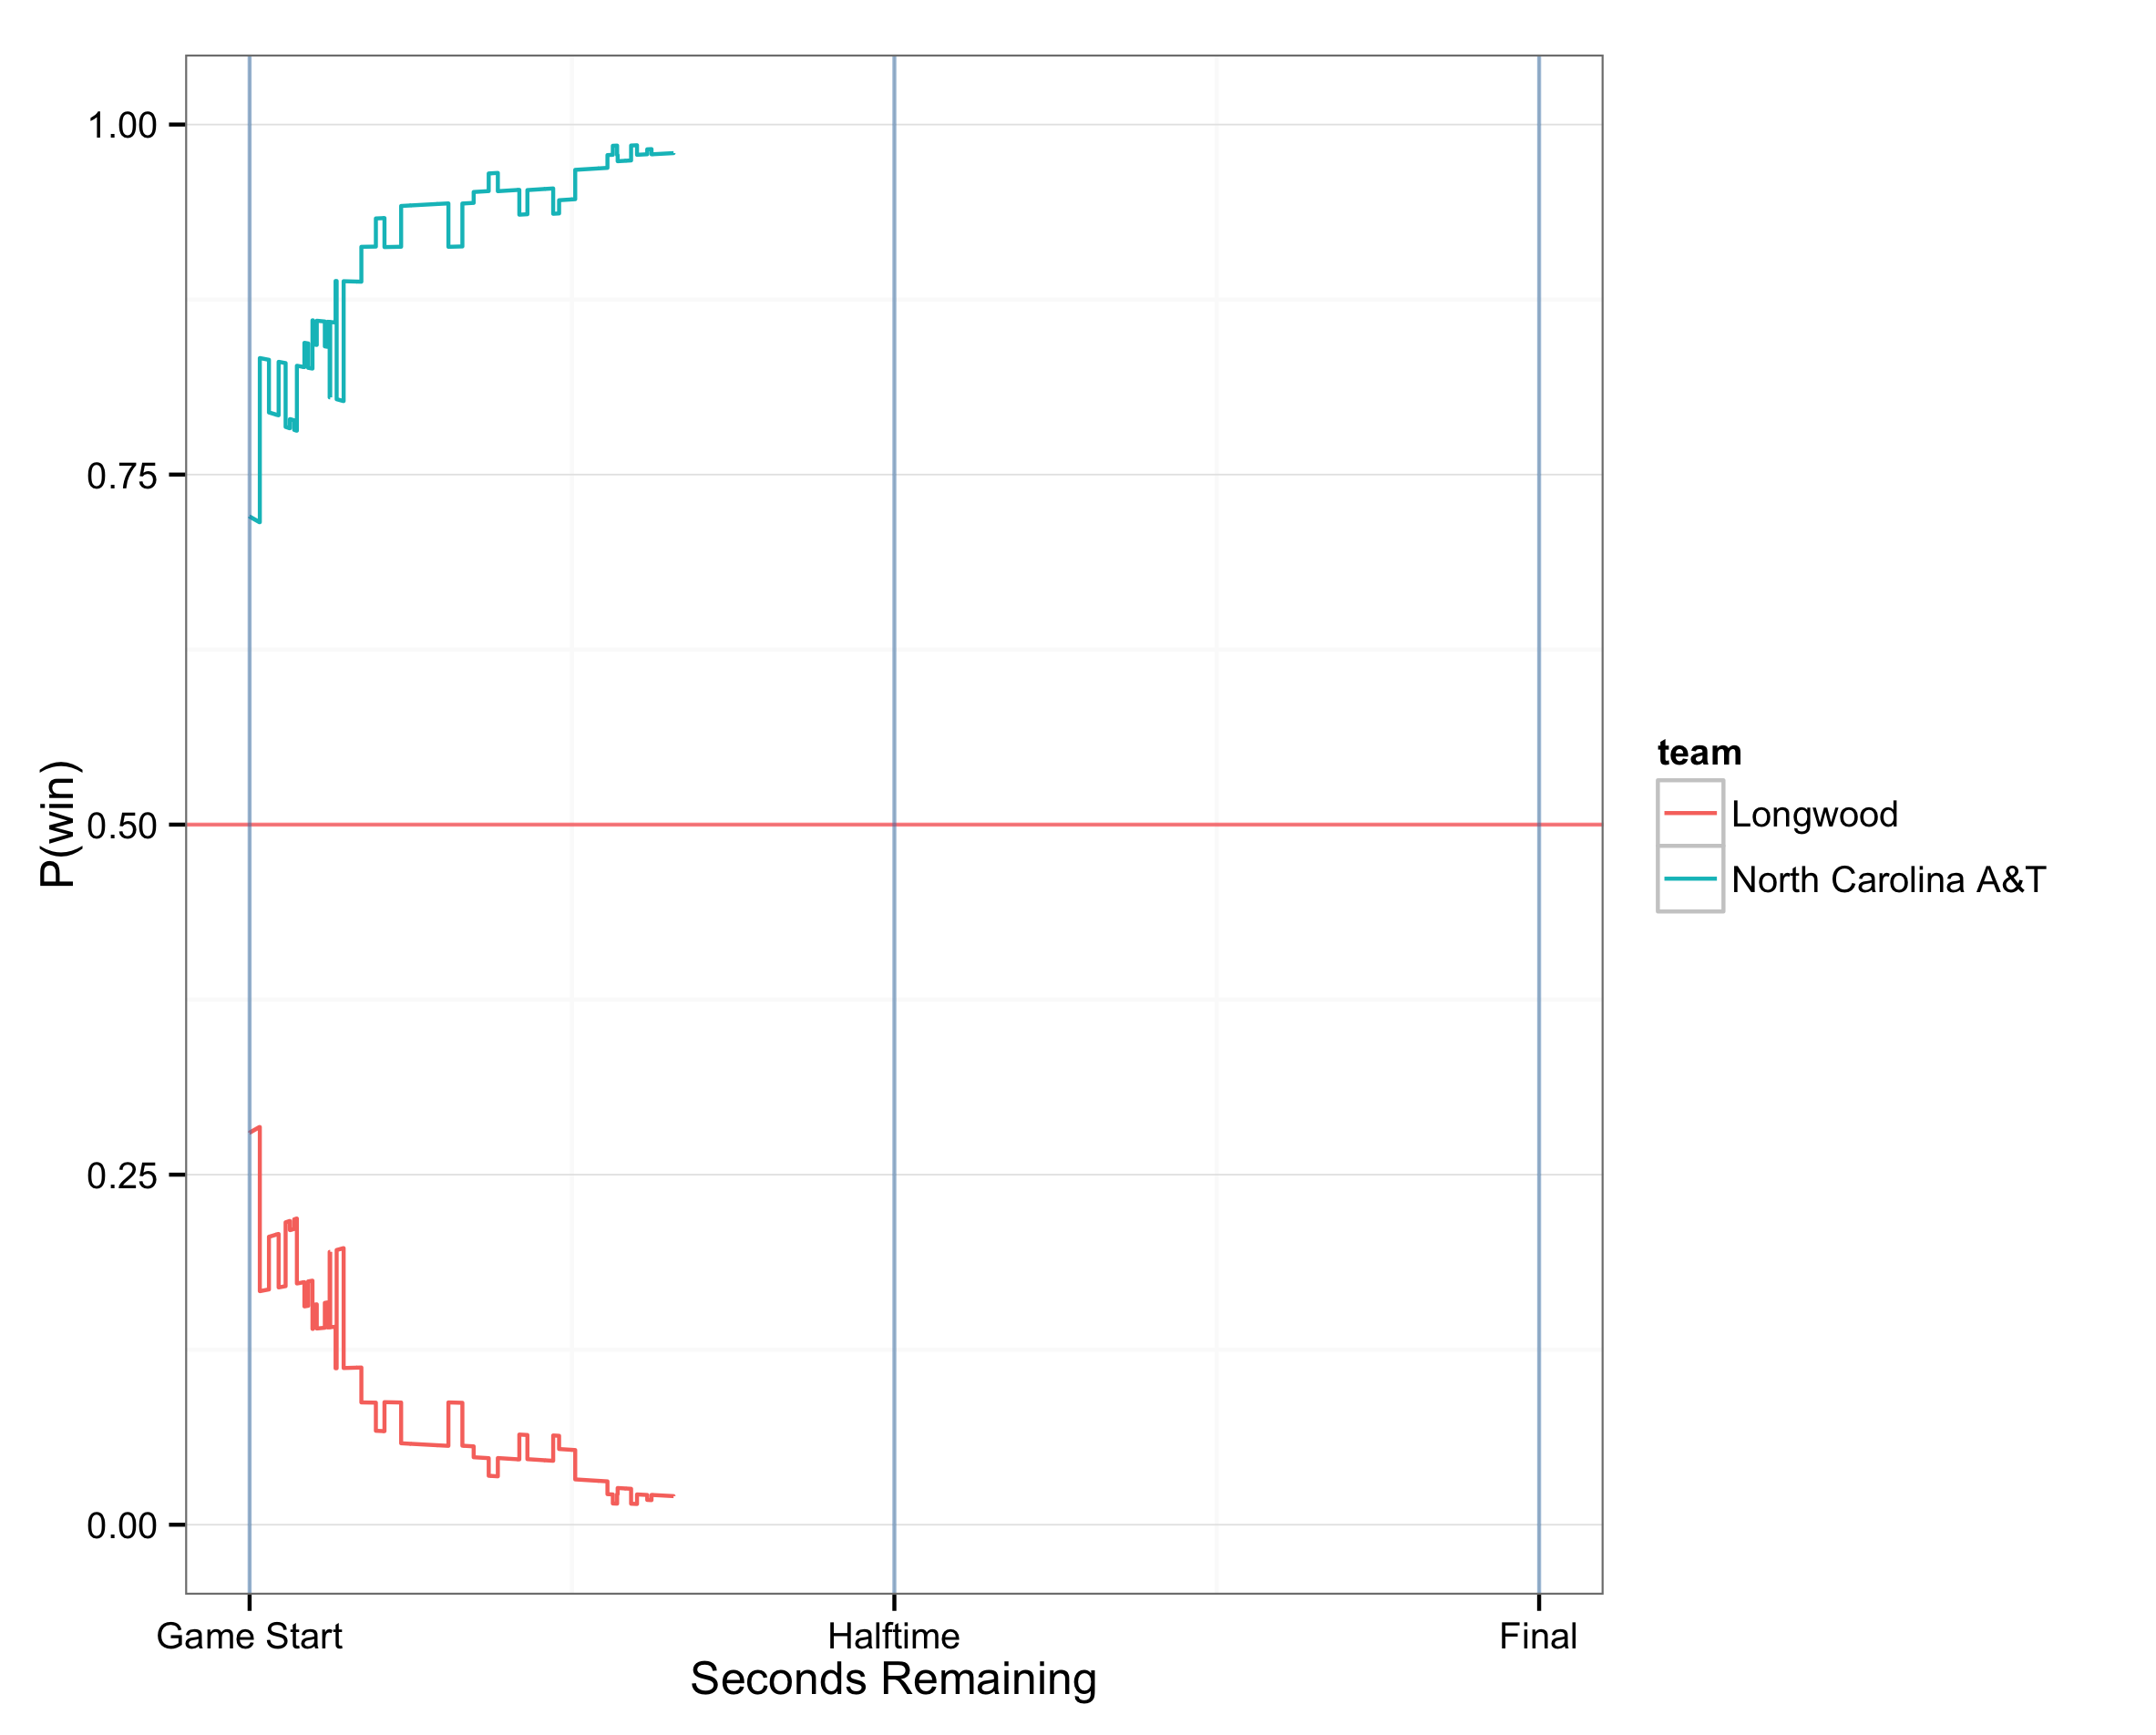 1.00
0.75
0.50
0.25
0.00
P(win)
Game Start
Halftime
Final
Seconds Remaining
team
Longwood
North Carolina A&T